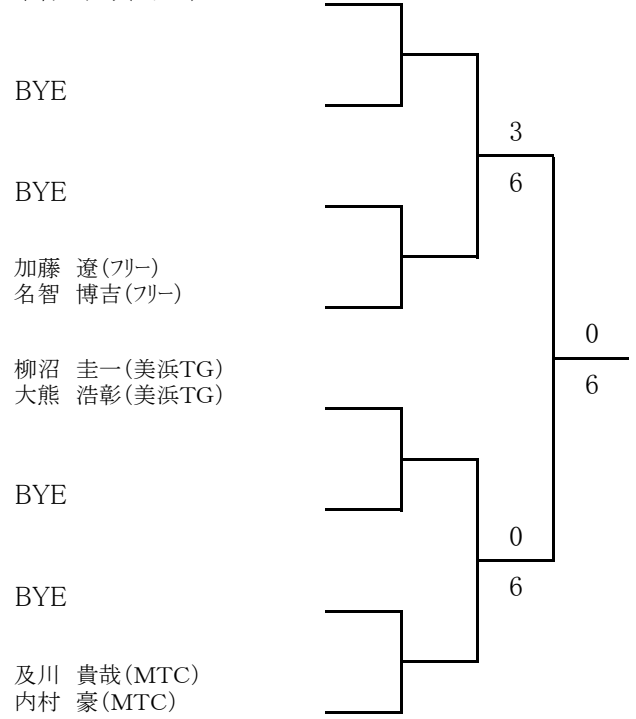 BYE
3
BYE
6
加藤 遼(フリー)
名智 博吉(フリー)
0
柳沼 圭一(美浜TG)
大熊 浩彰(美浜TG)
6
BYE
0
BYE
6
及川 貴哉(MTC)
内村 豪(MTC)